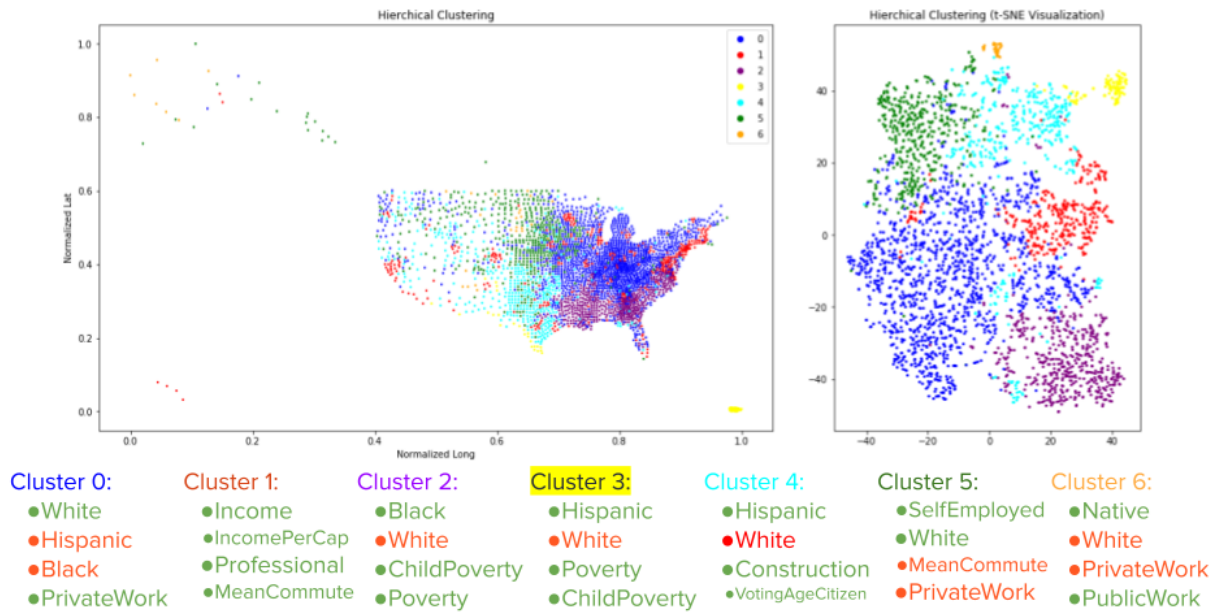 Hierchical Clustering
1.0
0.8
0.6
0.4
0.2
0.0
Normalized Lat
0.0 0.2 0.4 0.6 0.8 1.0
Normalized Long
0
1
2
3
4
5
6
Hierchical Clustering (t-SNE Visualization)
40
20
0
−20
−40
−40 −20 0 20 40
Cluster 0:
White
Hispanic
Black
PrivateWork
Cluster 1:
Income
IncomePerCap
Professional
MeanCommute
Cluster 2:
Black
White
ChildPoverty
Poverty
Cluster 3:
Hispanic
White
Poverty
ChildPoverty
Cluster 4:
Hispanic
White
Construction
VotingAgeCitizen
Cluster 5:
SelfEmployed
White
MeanCommute
PrivateWork
Cluster 6:
Native
White
PrivateWork
PublicWork